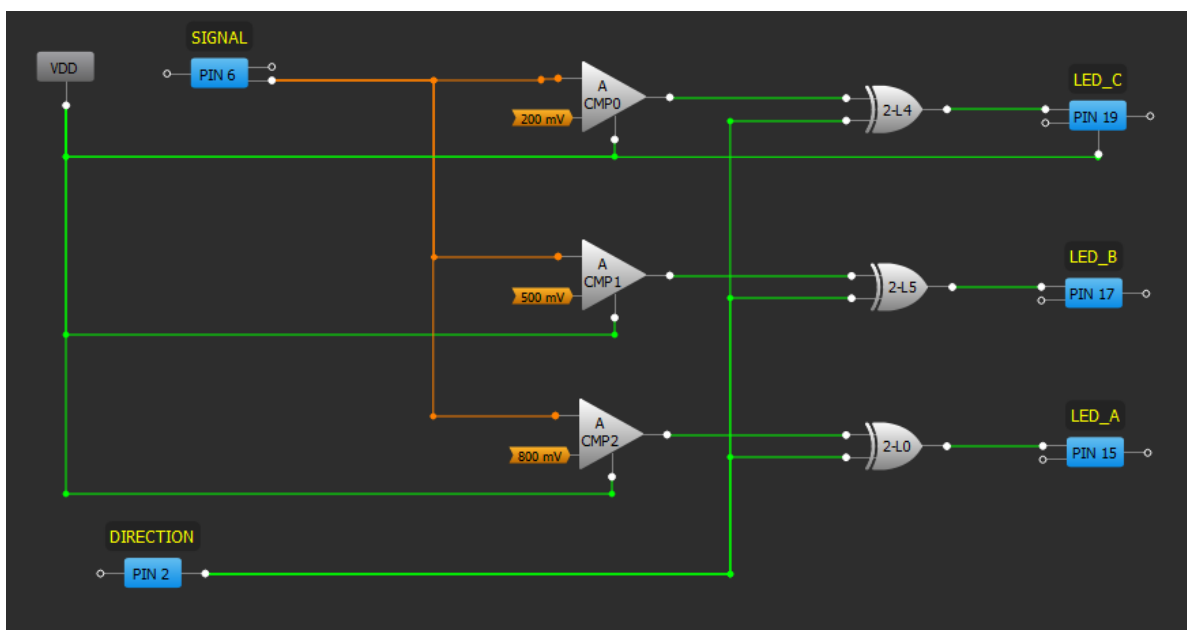 SIGNAL
VDD
PIN 6
A
CMP0
200 mV
2-L4
LED_C
PIN 19
A
CMP1
500 mV
2-L5
LED_B
PIN 17
A
CMP2
800 mV
2-L0
LED_A
PIN 15
DIRECTION
PIN 2